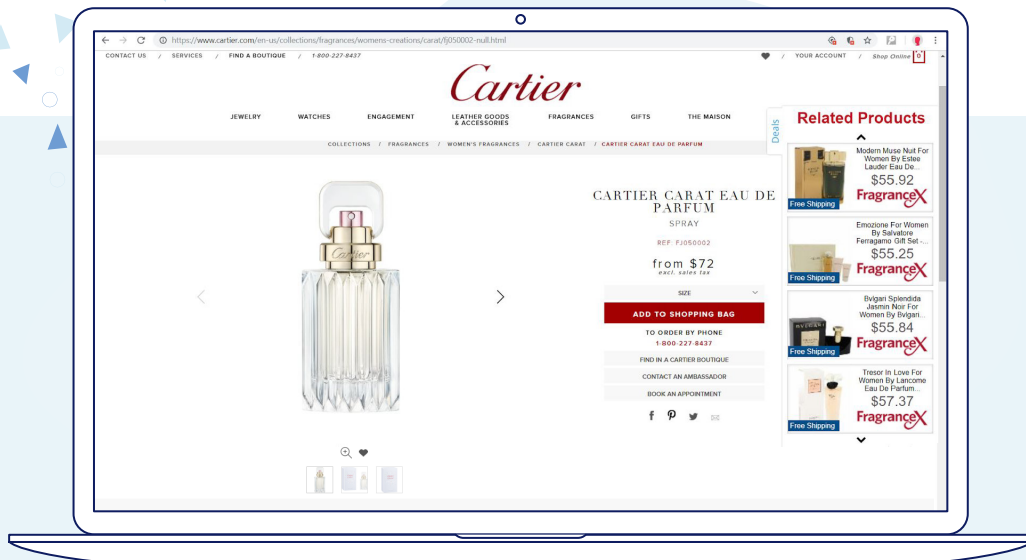 https://www.cartier.com/en-us/collections/fragrances/womens-creations/carat/fj050002-null.html
CONTACT US / SERVICES / FIND A BOUTIQUE / 1-800-227-8437
/ YOUR ACCOUNT / Shop Online 0
Cartier
JEWELRY WATCHES ENGAGEMENT LEATHER GOODS & ACCESSORIES FRAGRANCES GIFTS THE MAISON
COLLECTIONS / FRAGRANCES / WOMEN'S FRAGRANCES / CARTIER CARAT / CARTIER CARAT EAU DE PARFUM
Cartier
CARTIER CARAT EAU DE
PARFUM
SPRAY
REF FJ050002
from $72
excl. sales tax
SIZE
ADD TO SHOPPING BAG
TO ORDER BY PHONE
1-800-227-8437
FIND IN A CARTIER BOUTIQUE
CONTACT AN AMBASSADOR
BOOK AN APPOINTMENT
Deals
Related Products
Modern Muse Nuit For
Women By Estee
Lauder Eau De...
$55.92
Free Shipping
FragranceX
Emozione For Women
By Salvatore
Ferragamo Gift Set -...
$55.25
Free Shipping
FragranceX
Bvlgari Splendida
Jasmin Noir For
Women By Bvlgari...
$55.84
Free Shipping
FragranceX
Tresor In Love For
Women By Lancome
Eau De Parfum...
$57.37
Free Shipping
FragranceX